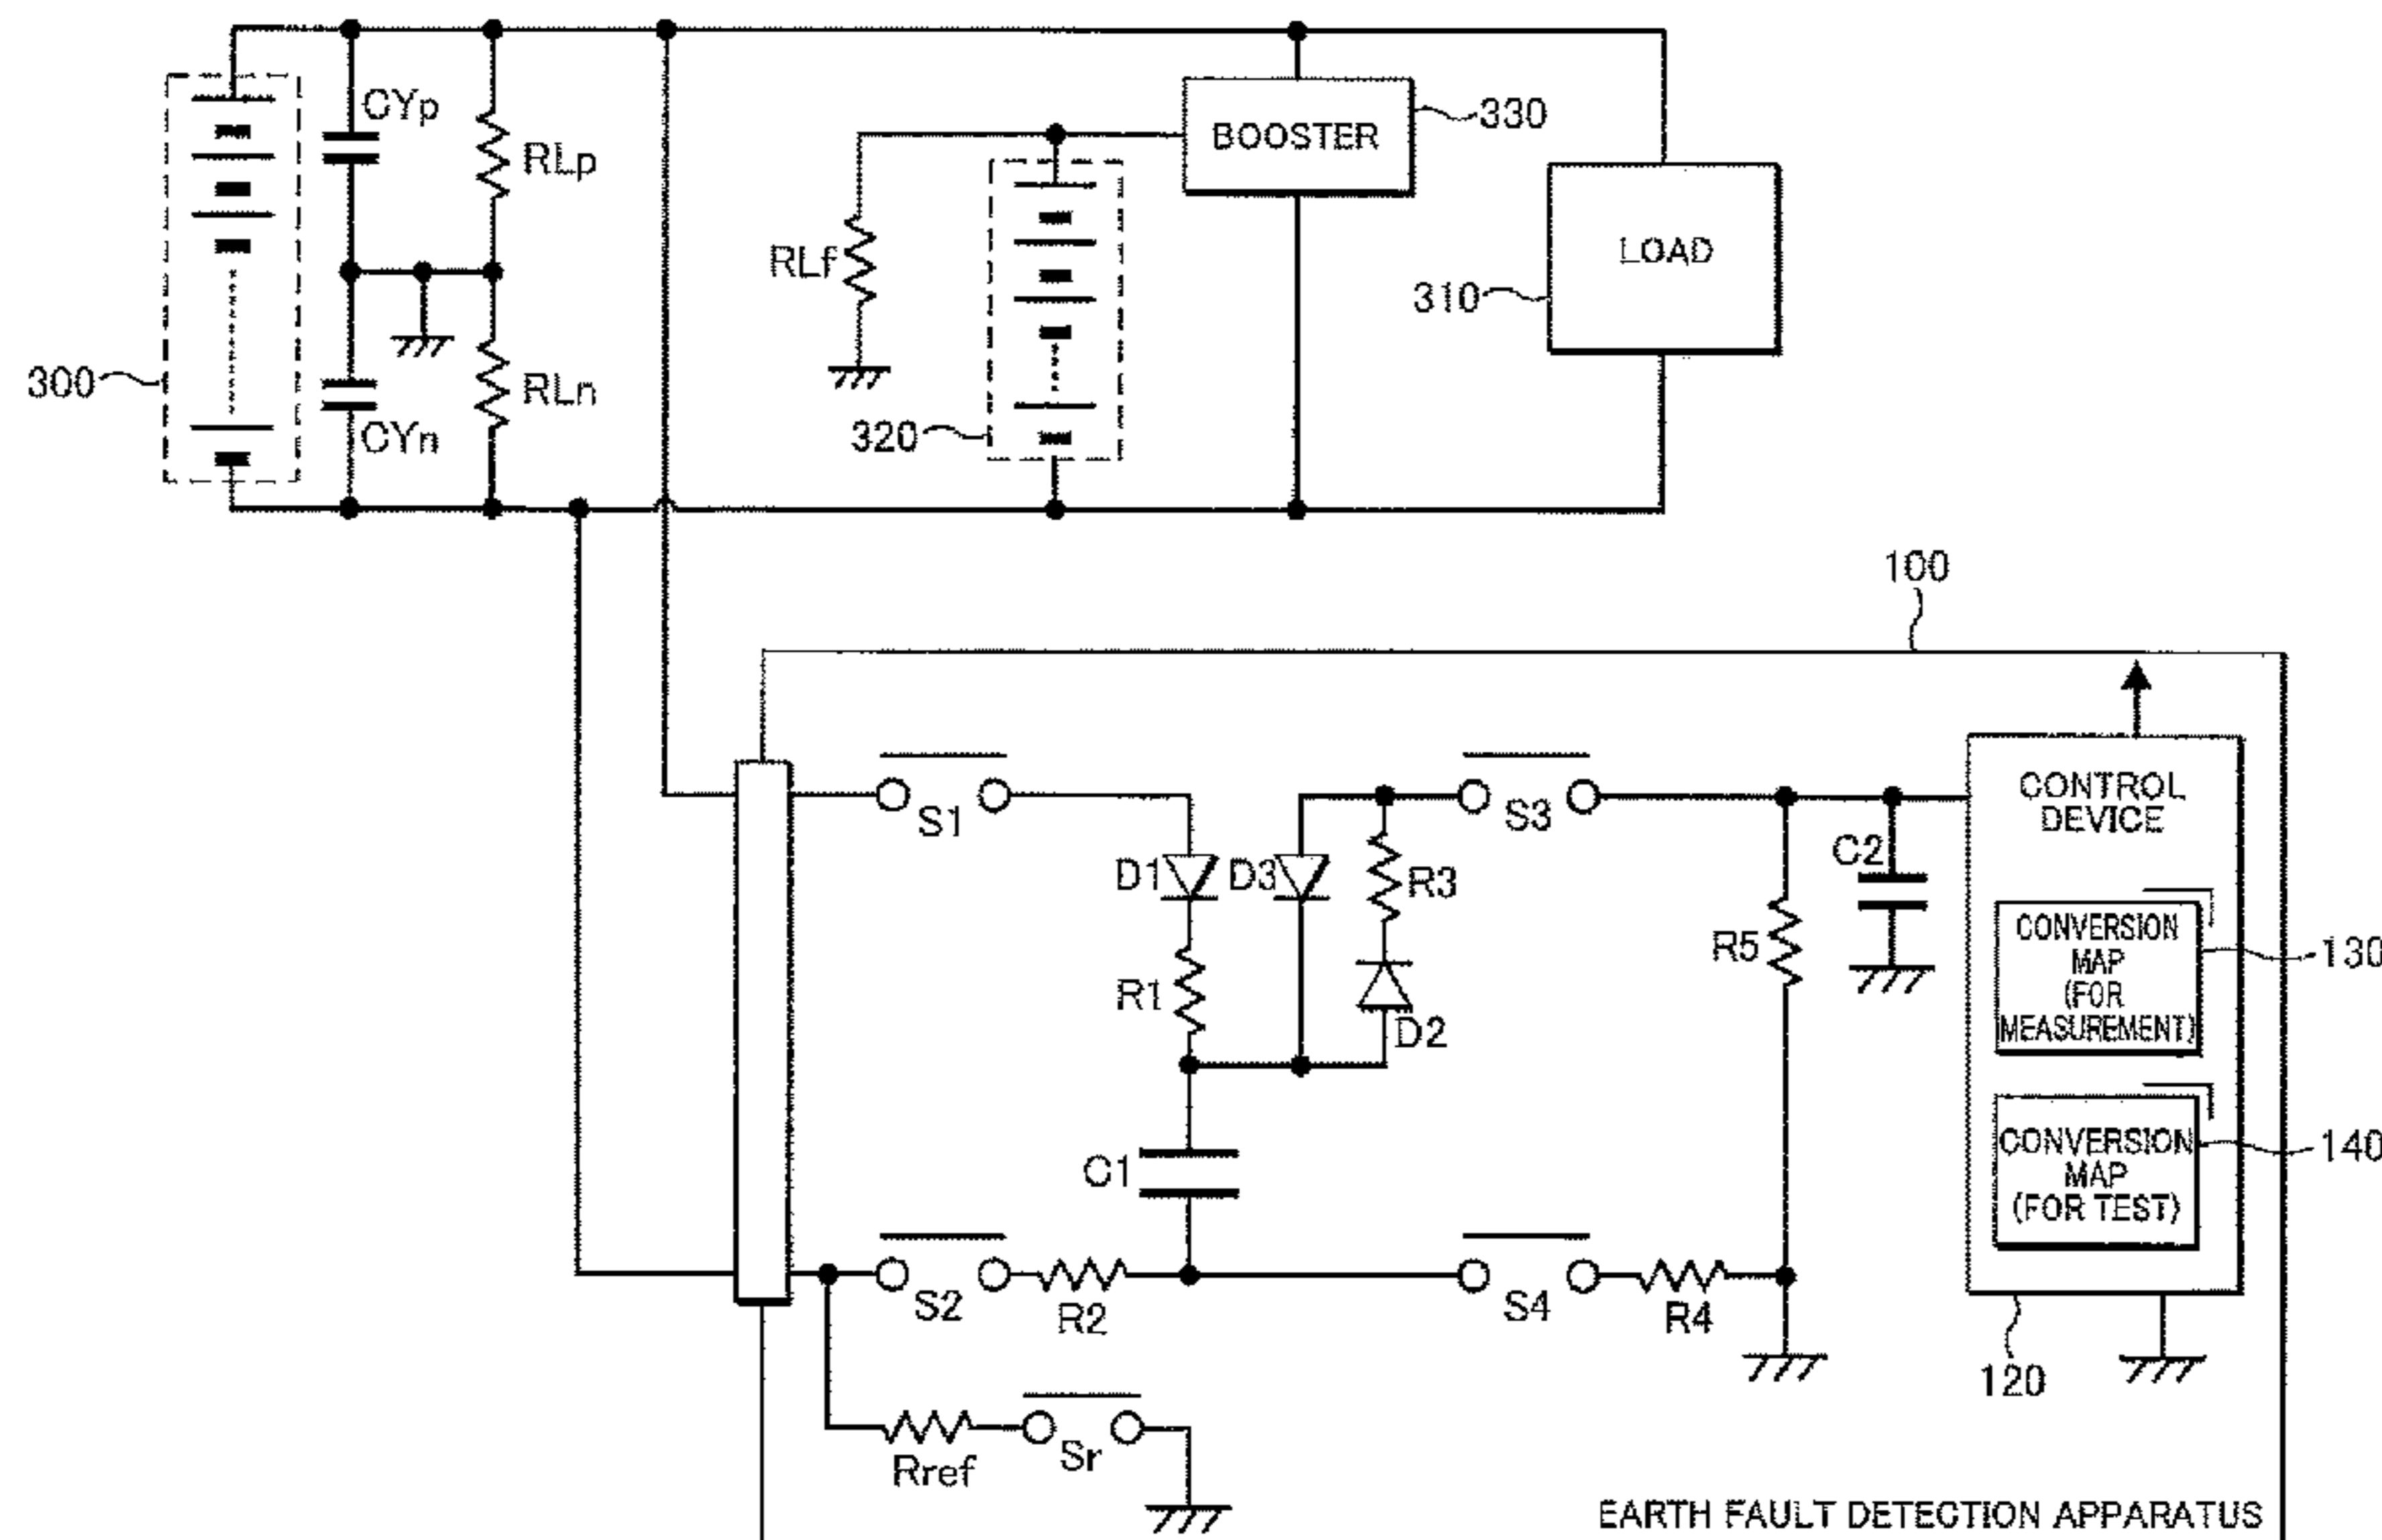 CYp
RLp
BOOSTER
330
RLf
LOAD
310
300
CYn
RLn
320
100
S1
S3
CONTROL
DEVICE
D1
D3
R3
C2
R1
D2
R5
CONVERSION
MAP
(FOR
MEASUREMENT)
130
C1
CONVERSION
MAP
(FOR TEST)
140
S2
R2
S4
R4
120
Rref
Sr
EARTH FAULT DETECTION APPARATUS